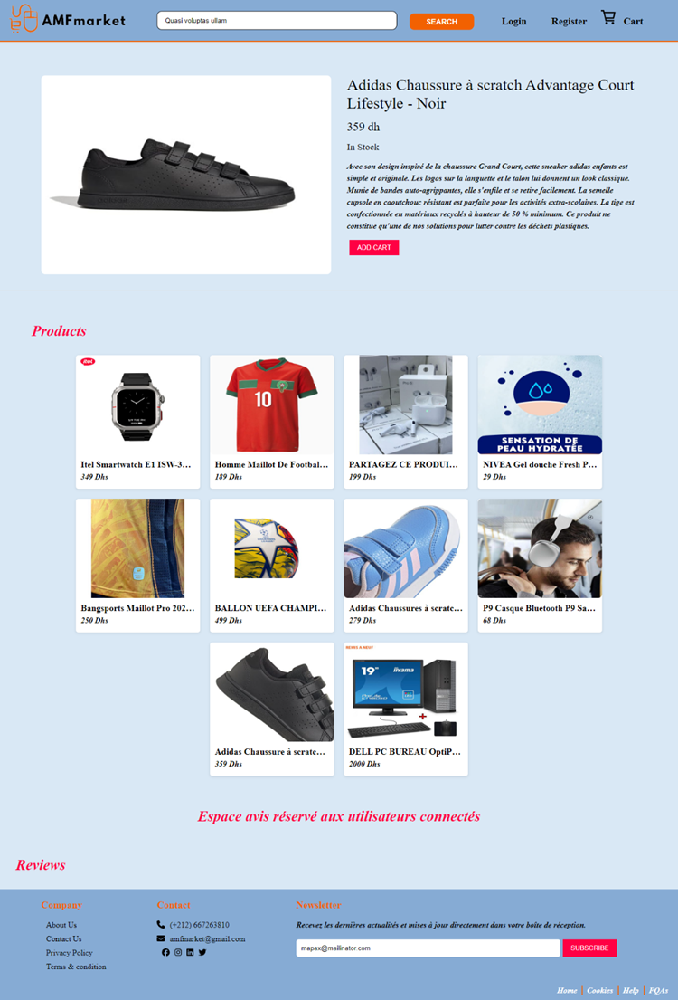 AMFmarket
Quasi voluptas ullam
SEARCH
Login
Register
Cart
Adidas Chaussure à scratch Advantage Court
Lifestyle - Noir
359 dh
In Stock
Avec son design inspiré de la chaussure Grand Court, cette sneaker adidas enfants est
simple et originale. Les logos sur la languette et le talon lui donnent un look classique.
Munie de bandes auto-agrippantes, elle s'enfile et se retire facilement. La semelle
cupsole en caoutchouc résistant est parfaite pour les activités extra-scolaires. La tige est
confectionnée en matériaux recyclés à hauteur de 50 % minimum. Ce produit ne
constitue qu'une de nos solutions pour lutter contre les déchets plastiques.
ADD CART
Products
itel
10
SENSATION DE
PEAU HYDRATÉE
Itel Smartwatch E1 ISW-3...
349 Dhs
Homme Maillot De Footbal...
189 Dhs
PARTAGEZ CE PRODUI...
199 Dhs
NIVEA Gel douche Fresh P...
29 Dhs
Bangsports Maillot Pro 202...
250 Dhs
BALLON UEFA CHAMPI...
499 Dhs
Adidas Chaussures à scratc...
279 Dhs
P9 Casque Bluetooth P9 Sa...
68 Dhs
REMIS A NEUF
19"
iiyama
Adidas Chaussure à scratc...
359 Dhs
DELL PC BUREAU OptiP...
2000 Dhs
Espace avis réservé aux utilisateurs connectés
Reviews
Company
About Us
Contact Us
Privacy Policy
Terms & condition
Contact
(+212) 667263810
amfmarket@gmail.com
Newsletter
Recevez les dernières actualités et mises à jour directement dans votre boîte de réception.
mapax@mailinator.com
SUBSCRIBE
Home
Cookies
Help
FQAs